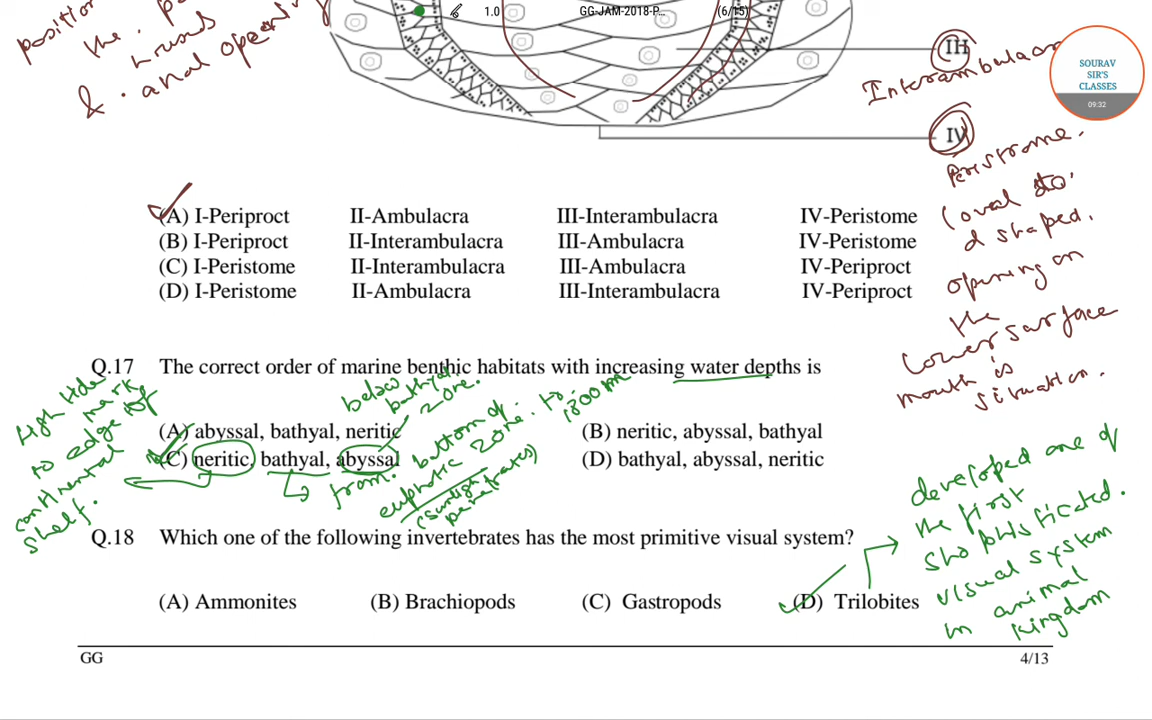 position
the.
& . anal opening
1.0 GG-JAM-2018-P... (6/15)
III
Interambulacra
SOURAV
SIR'S
CLASSES
09:32
IV
Peristrome.
(oval to
d shaped.
opening on
the
lower surface
mouth is
situation.
(A) I-Periproct II-Ambulacra III-Interambulacra IV-Peristome
(B) I-Periproct II-Interambulacra III-Ambulacra IV-Peristome
(C) I-Peristome II-Interambulacra III-Ambulacra IV-Periproct
(D) I-Peristome II-Ambulacra III-Interambulacra IV-Periproct
Q.17 The correct order of marine benthic habitats with increasing water depths is
High tide
mark
to edge of
continental
shelf.
below
bathyal
zone.
(A) abyssal, bathyal, neritic (B) neritic, abyssal, bathyal
(C) neritic, bathyal, abyssal (D) bathyal, abyssal, neritic
from bottom of
euphotic zone. to 1800m
(sunlight
penetrates)
Q.18 Which one of the following invertebrates has the most primitive visual system?
(A) Ammonites (B) Brachiopods (C) Gastropods (D) Trilobites
developed one of
the first
shophisticated.
visual system
in animal
kingdom
GG 4/13